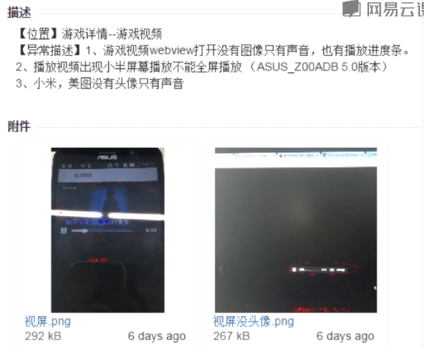 描述
网易云课
【位置】游戏详情--游戏视频
【异常描述】1、游戏视频webview打开没有图像只有声音，也有播放进度条。
2、播放视频出现小半屏幕播放不能全屏播放 （ASUS_Z00ADB 5.0版本）
3、小米，美图没有头像只有声音
附件
ASUS
视屏.png
视屏没头像.png
292 kB
6 days ago
267 kB
6 days ago